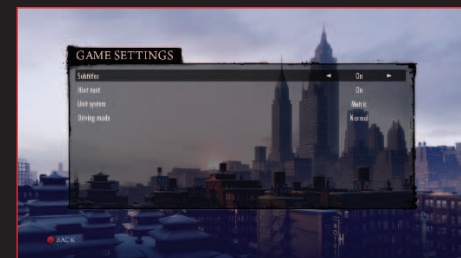 GAME SETTINGS
Subtitles ◄ On ►
Hint text On
Unit system Metric
Driving mode Normal
BACK